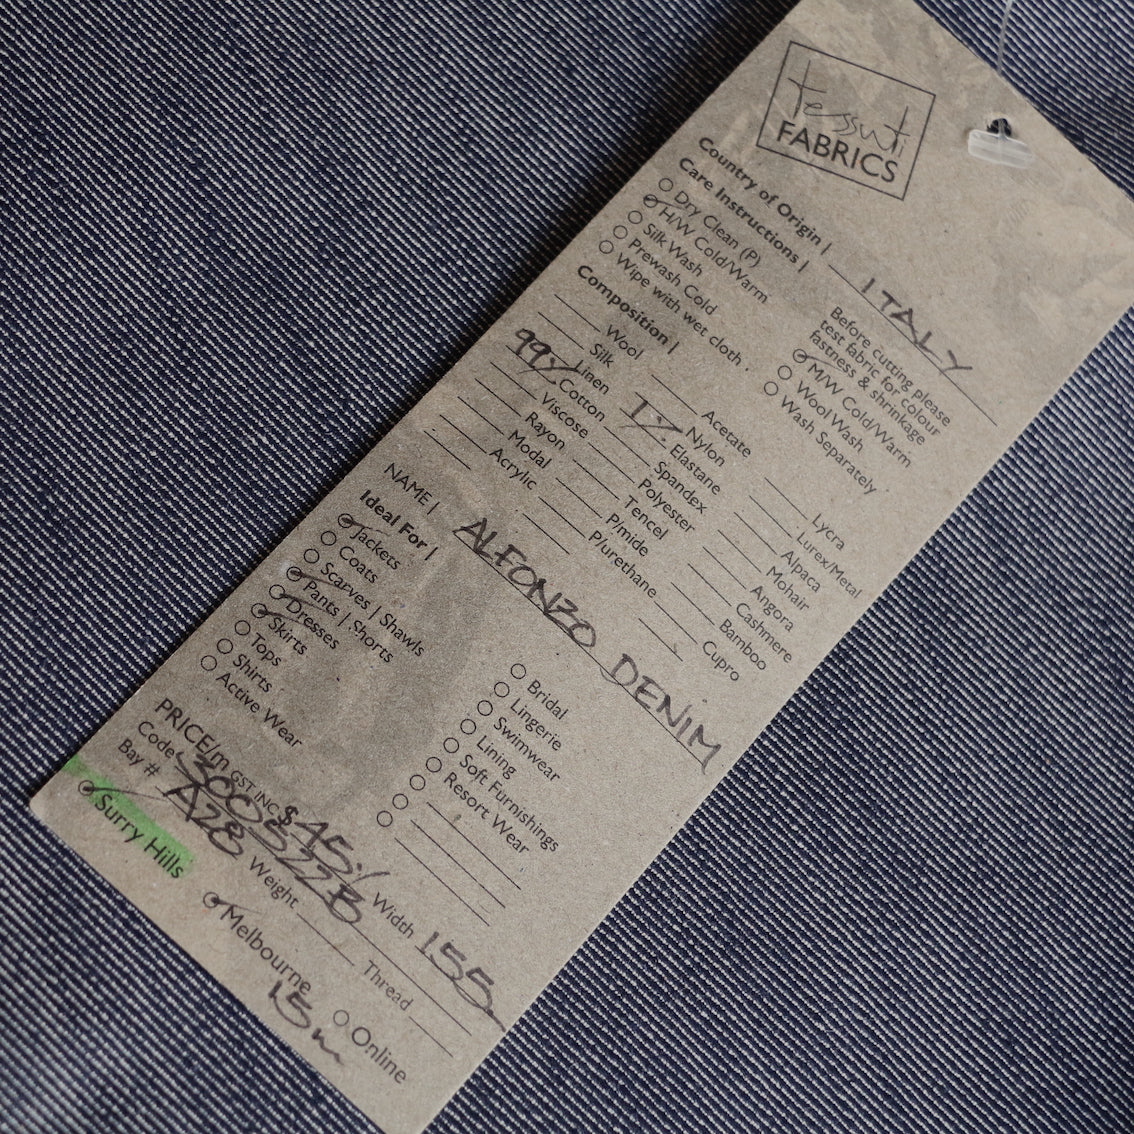 tessuti
FABRICS
Country of Origin | ITALY
Care Instructions |
Dry Clean (P)
H/W Cold/Warm
Silk Wash
Prewash Cold
Wipe with wet cloth
Before cutting please
test fabric for colour
fastness & shrinkage
M/W Cold/Warm
Wool Wash
Wash Separately
Composition |
Wool
Silk
Linen
99% Cotton
Viscose
Rayon
Modal
Acrylic
Acetate
Nylon
1% Elastane
Spandex
Polyester
Tencel
P/mide
P/urethane
Lycra
Lurex/Metal
Alpaca
Mohair
Angora
Cashmere
Bamboo
Cupro
NAME | ALFONZO DENIM
Ideal For |
Jackets
Coats
Scarves | Shawls
Pants | Shorts
Dresses
Skirts
Tops
Shirts
Active Wear
Bridal
Lingerie
Swimwear
Lining
Soft Furnishings
Resort Wear
PRICE/m GST INC $45.
Code 300S322B Width 155
Bay # A28 Weight Thread
Surry Hills
Melbourne
Online
15m